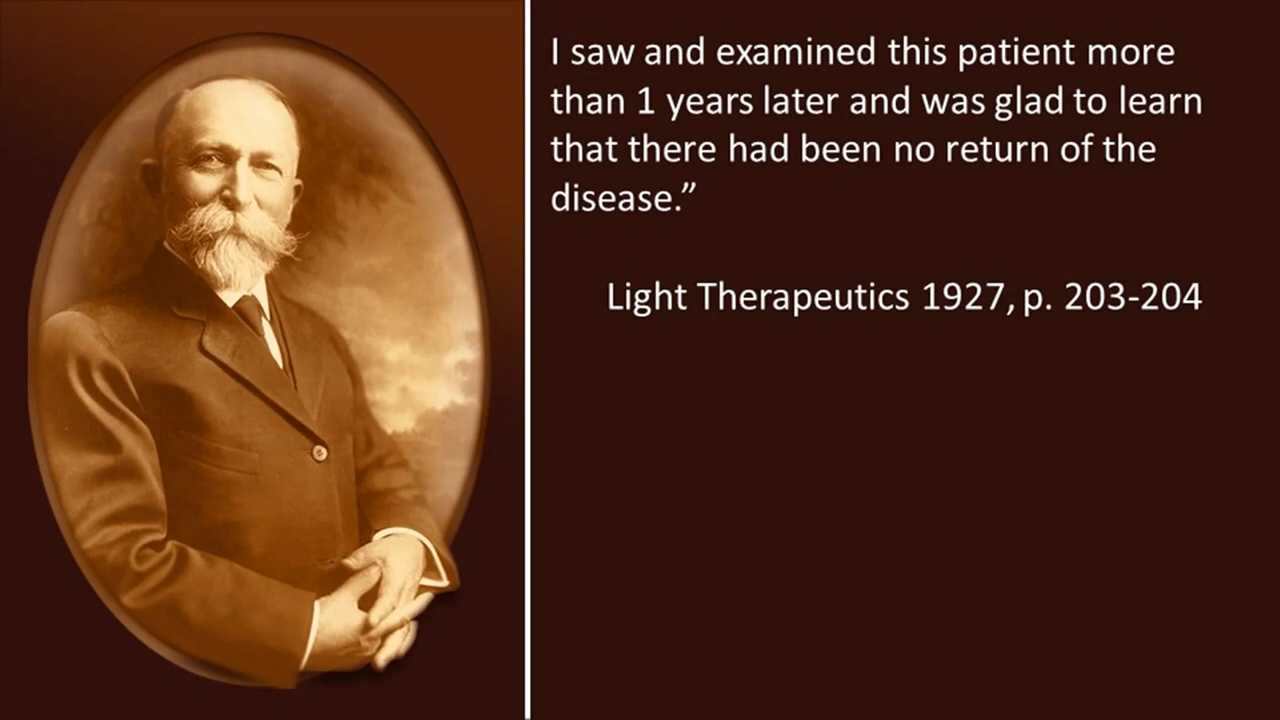 I saw and examined this patient more
than 1 years later and was glad to learn
that there had been no return of the
disease.”
Light Therapeutics 1927, p. 203-204